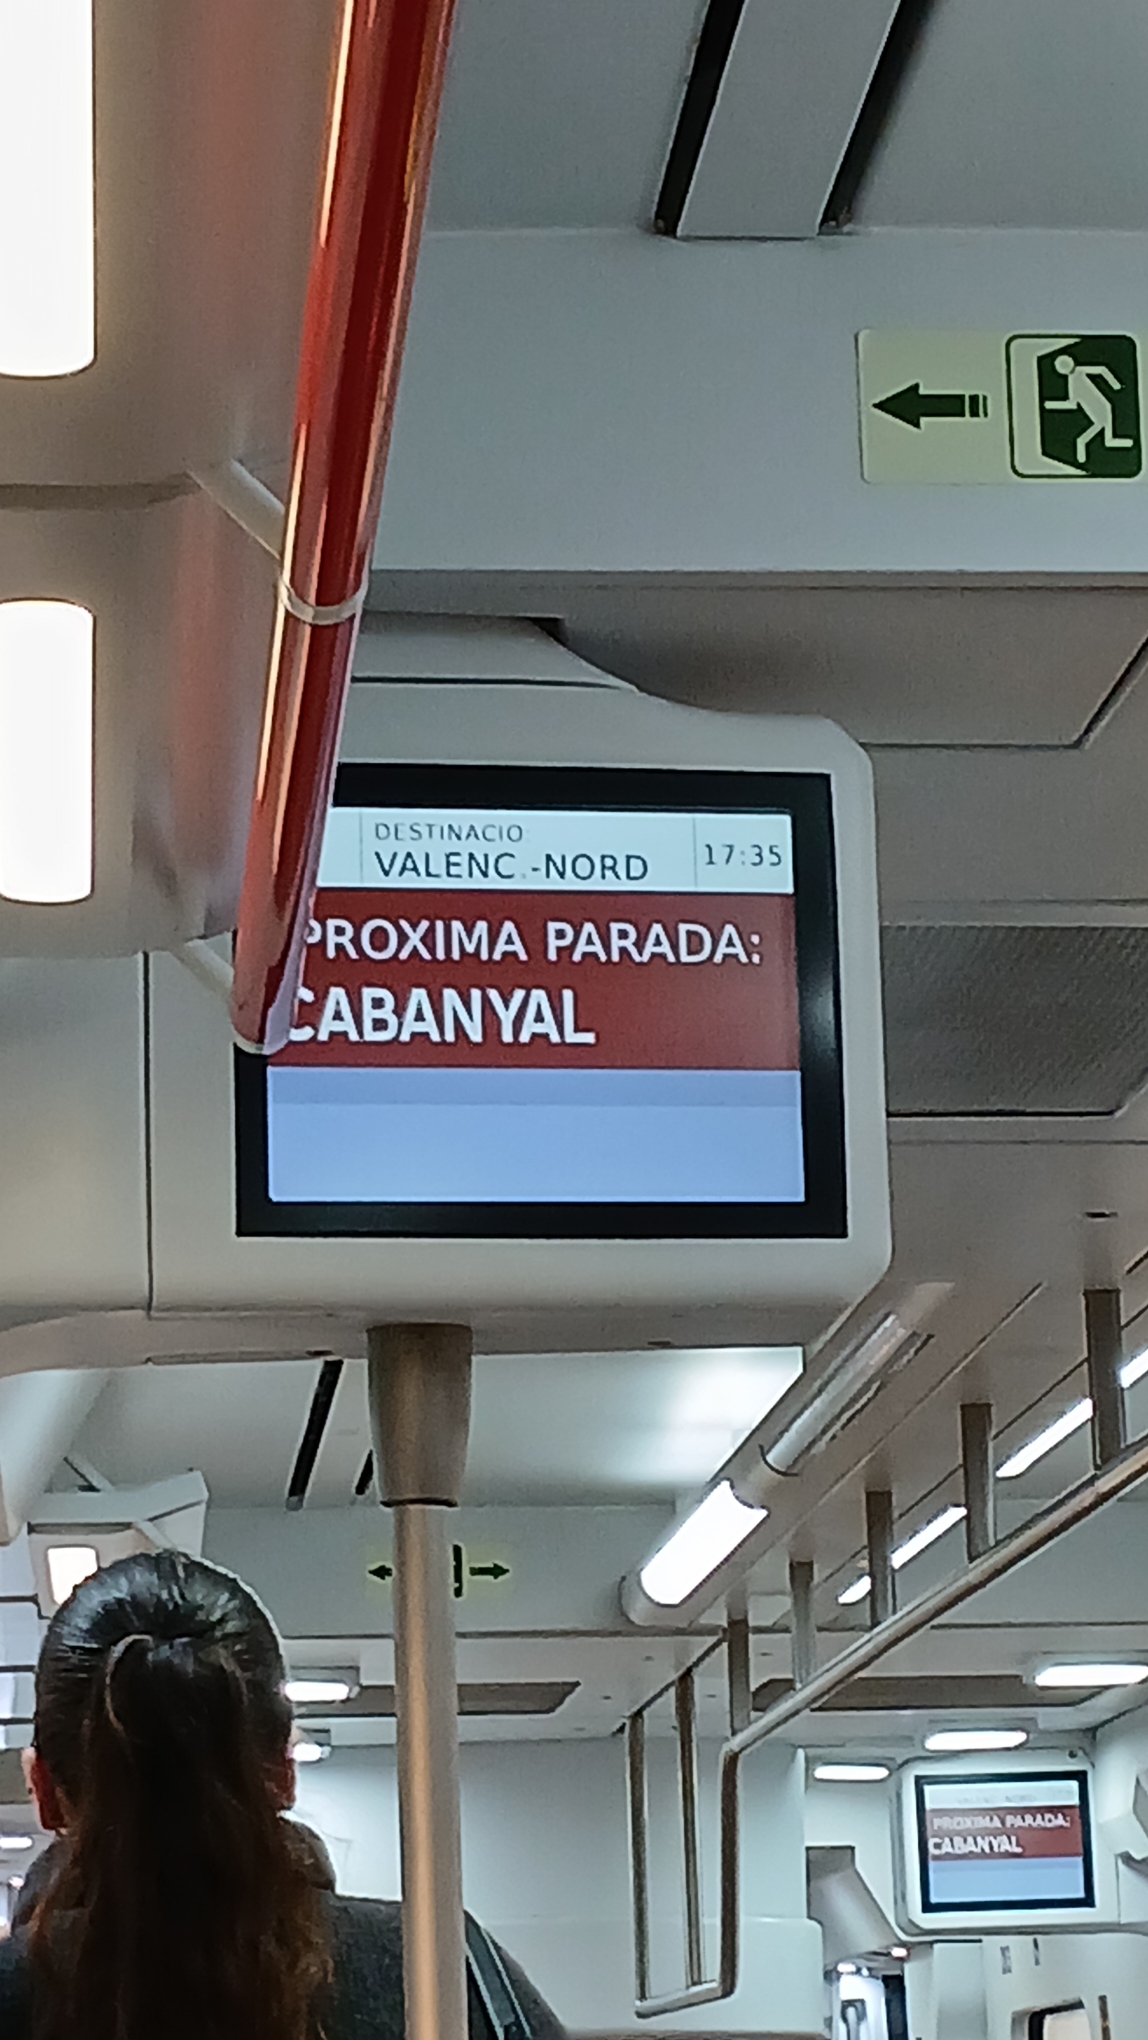 DESTINACIO
VALENC.-NORD
17:35
PROXIMA PARADA:
CABANYAL
PROXIMA PARADA:
CABANYAL